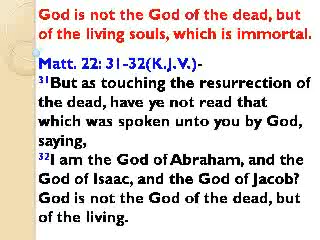 God is not the God of the dead, but
of the living souls, which is immortal.
Matt. 22: 31-32(K.J.V.)-
31But as touching the resurrection of
the dead, have ye not read that
which was spoken unto you by God,
saying,
32I am the God of Abraham, and the
God of Isaac, and the God of Jacob?
God is not the God of the dead, but
of the living.